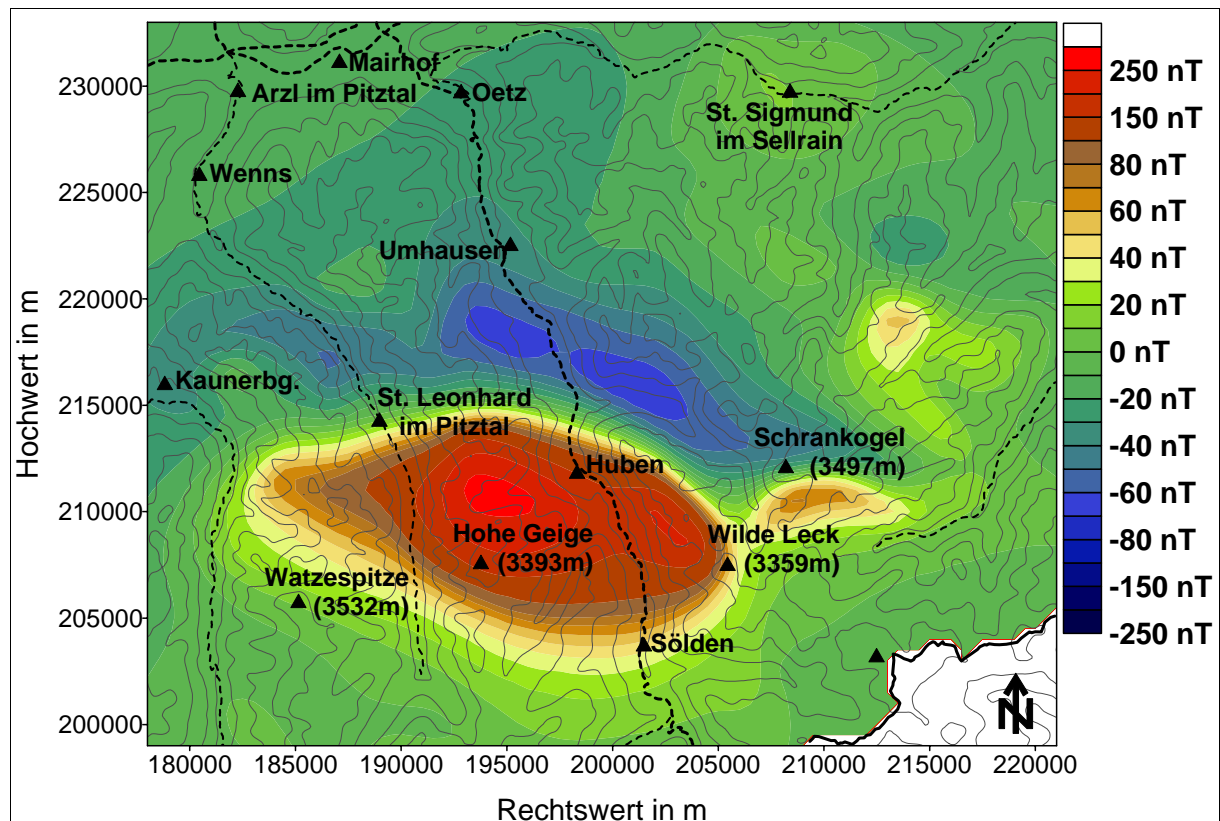 Mairhof
Arzl im Pitztal
Oetz
St. Sigmund
im Sellrain
Wenns
Umhausen
Kaunerbg.
St. Leonhard
im Pitztal
Schrankogel
(3497m)
Huben
Hohe Geige
(3393m)
Wilde Leck
(3359m)
Watzespitze
(3532m)
Sölden
N
230000
225000
220000
215000
210000
205000
200000
Hochwert in m
180000 185000 190000 195000 200000 205000 210000 215000 220000
Rechtswert in m
250 nT
150 nT
80 nT
60 nT
40 nT
20 nT
0 nT
-20 nT
-40 nT
-60 nT
-80 nT
-150 nT
-250 nT